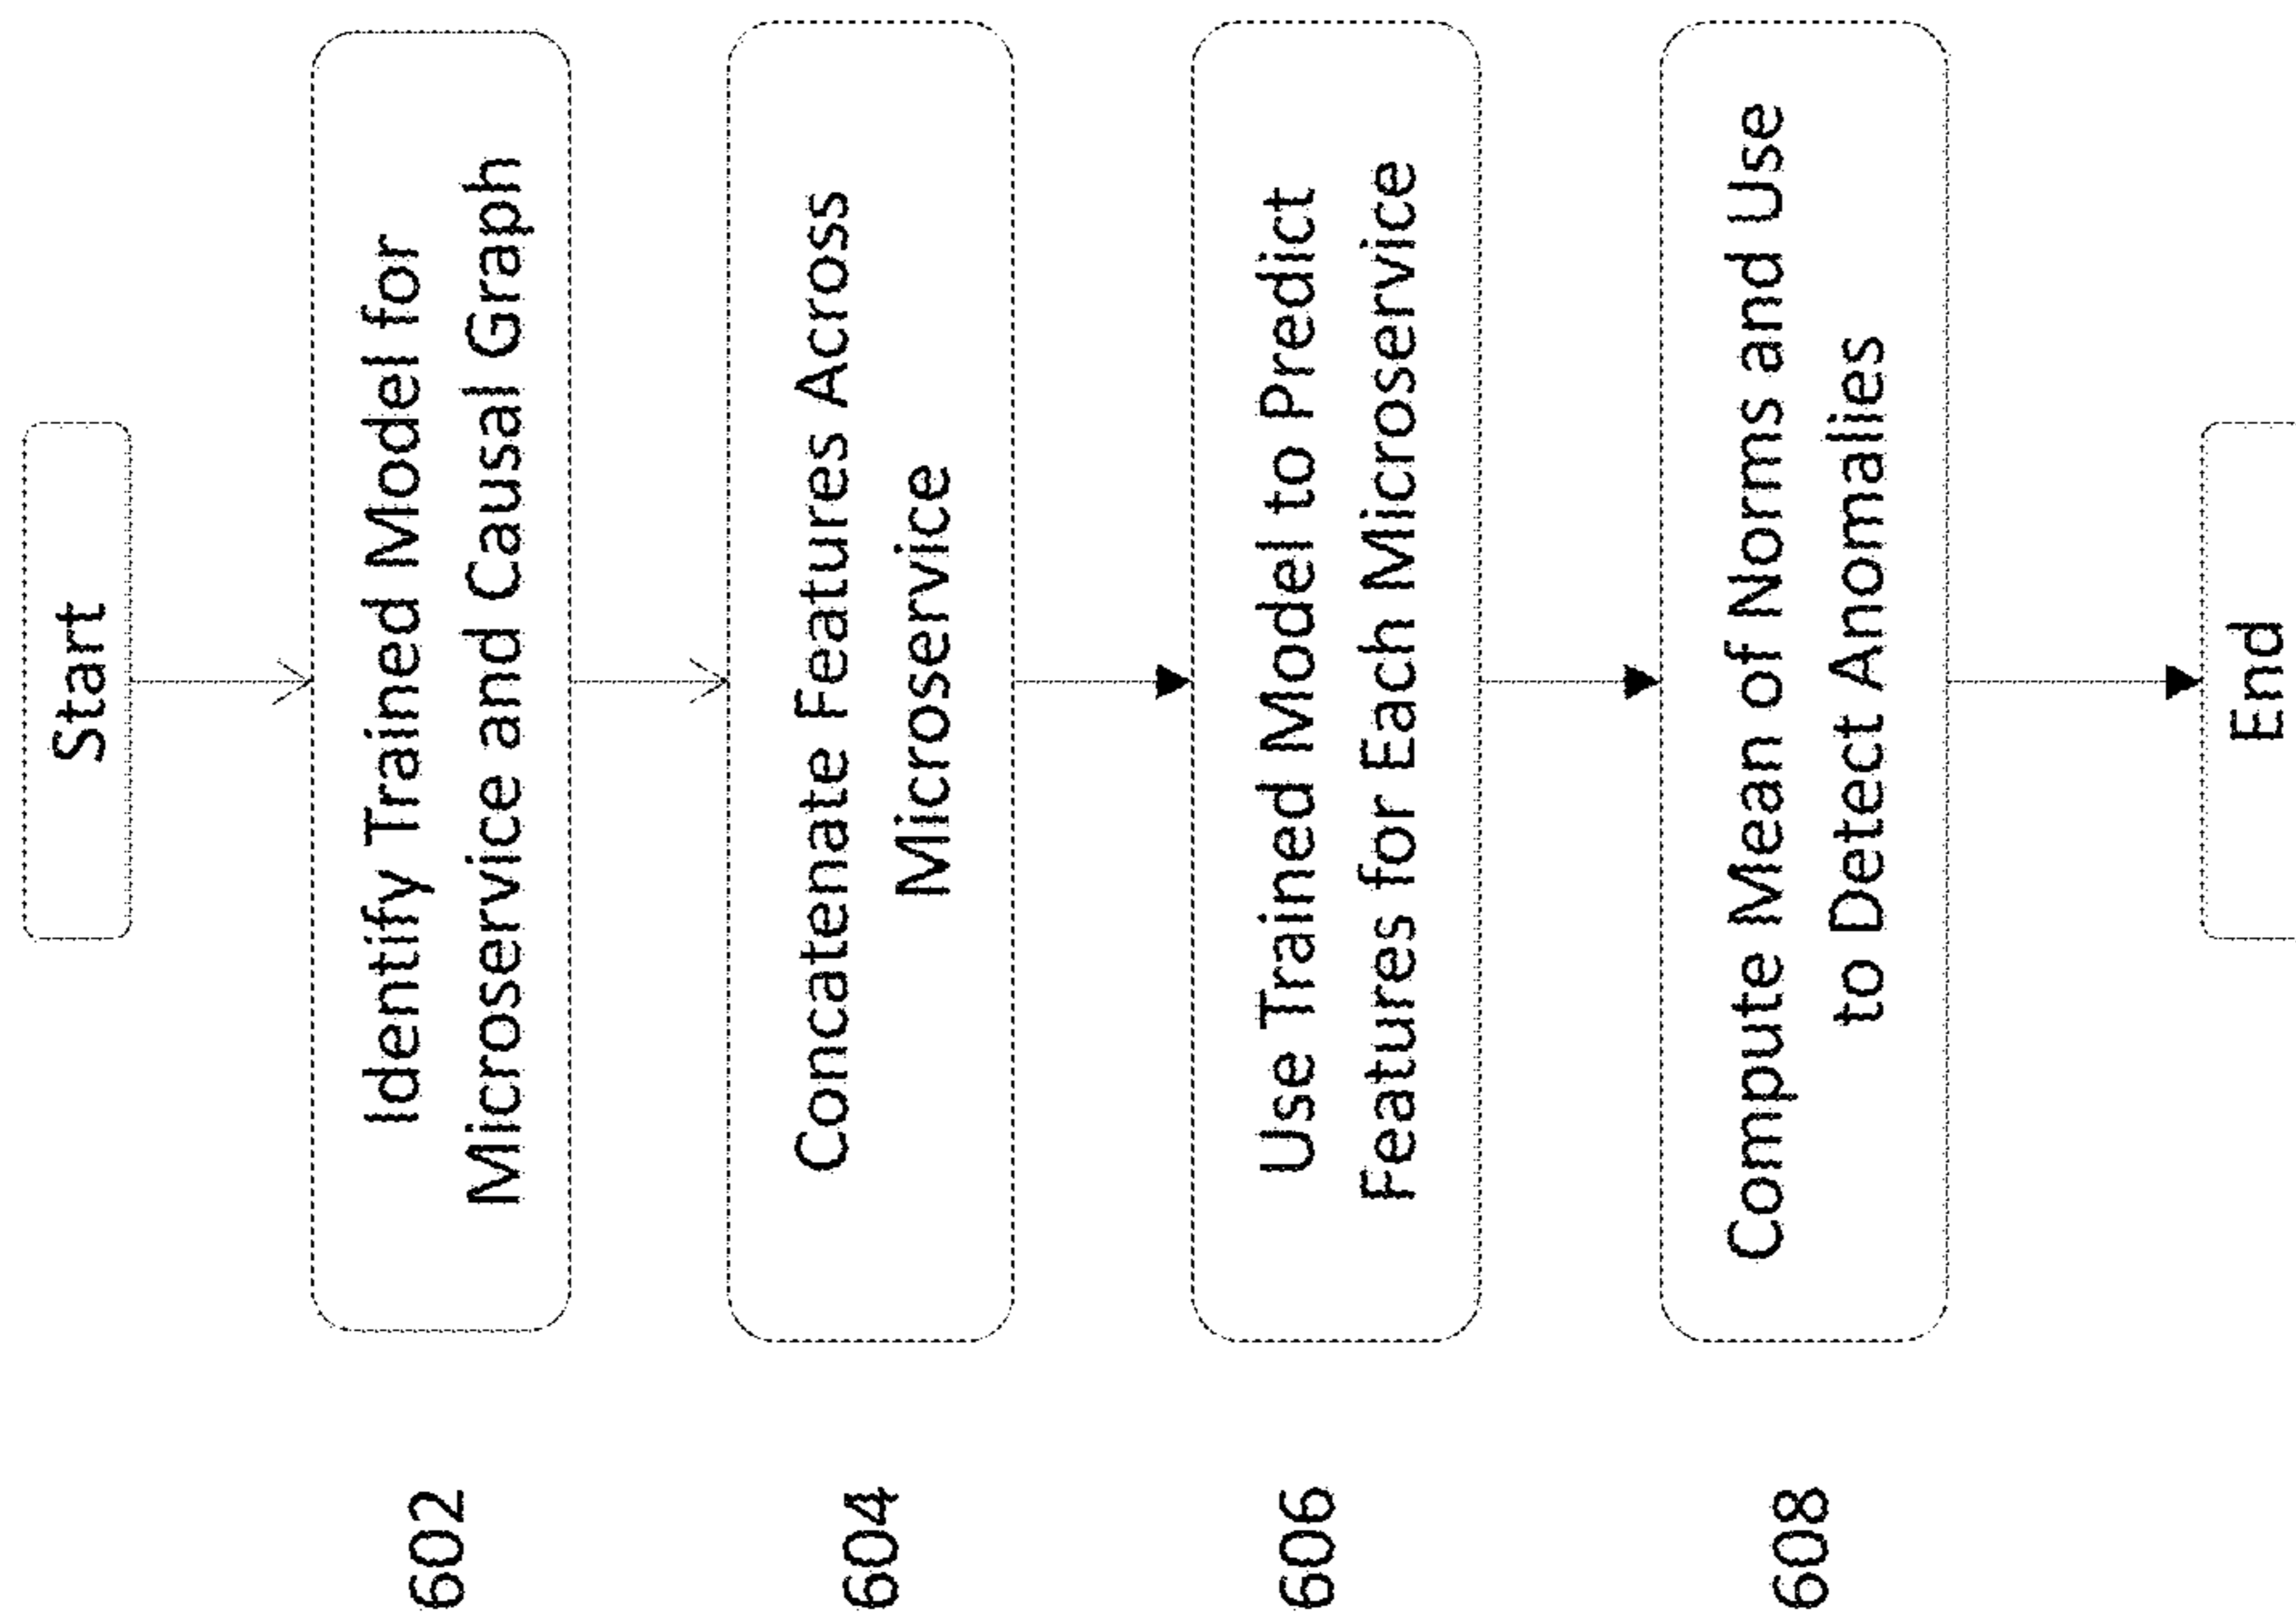 Start
602
Identify Trained Model for
Microservice and Causal Graph
604
Concatenate Features Across
Microservice
606
Use Trained Model to Predict
Features for Each Microservice
608
Compute Mean of Norms and Use
to Detect Anomalies
End